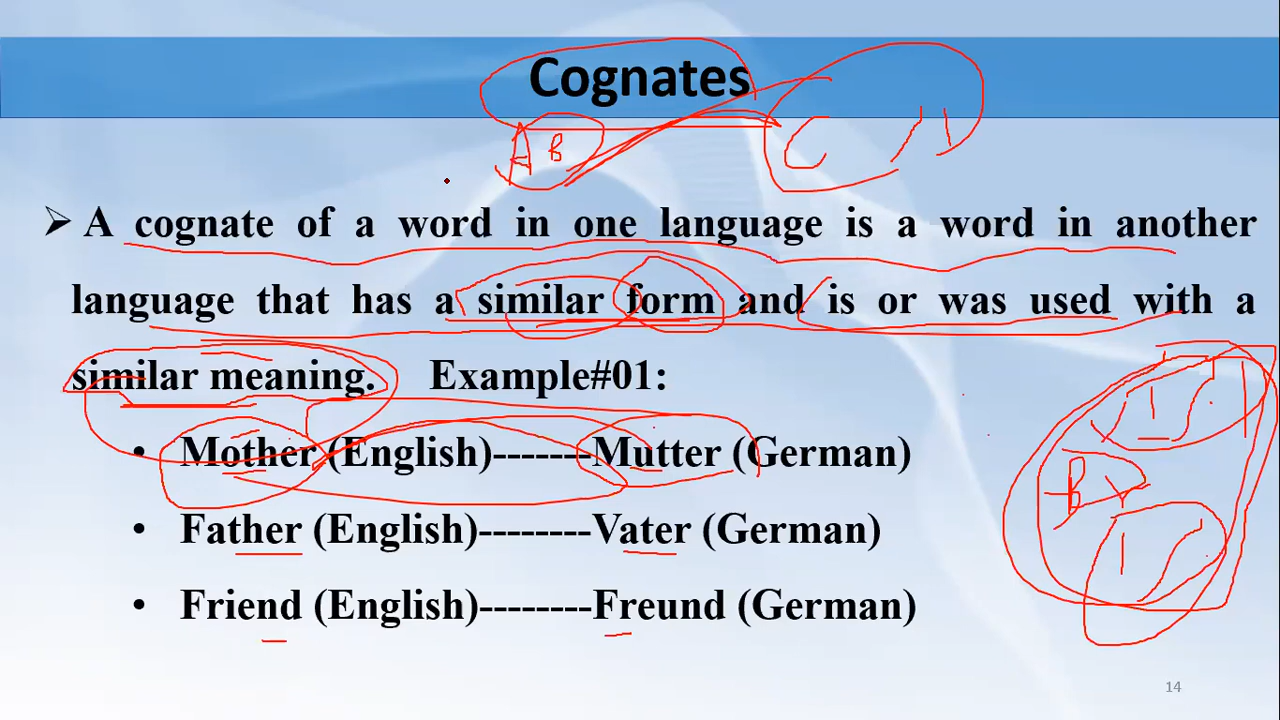 Cognates
A B
➢ A cognate of a word in one language is a word in another
language that has a similar form and is or was used with a
similar meaning. Example#01:
• Mother (English)-------Mutter (German)
• Father (English)--------Vater (German)
• Friend (English)--------Freund (German)
14